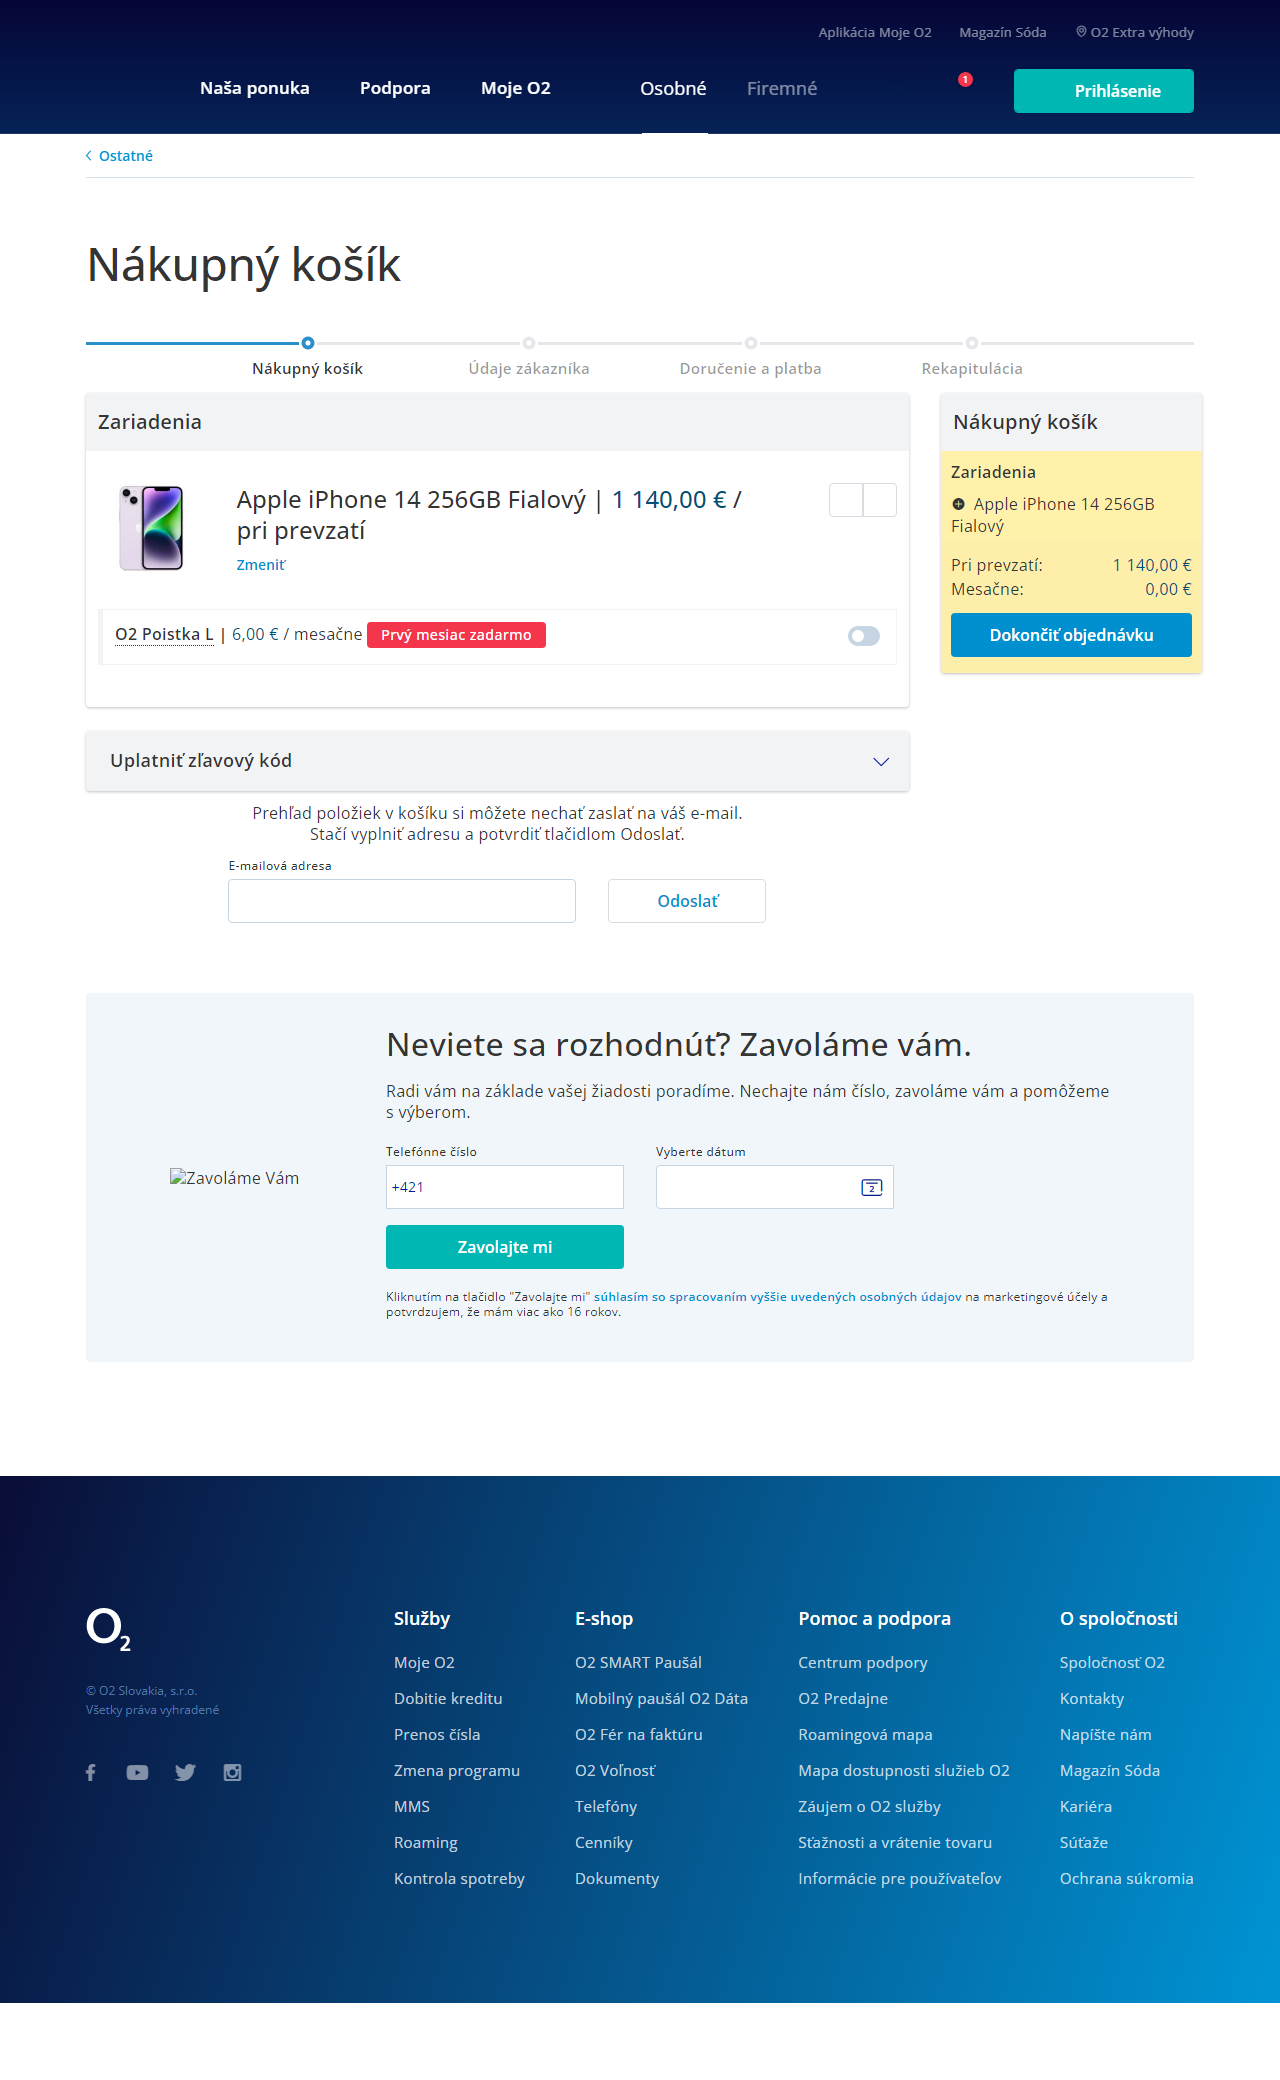 Aplikácia Moje O2 Magazín Sóda O2 Extra výhody
Naša ponuka Podpora Moje O2 Osobné Firemné 1 Prihlásenie
Ostatné
Nákupný košík
Nákupný košík Údaje zákazníka Doručenie a platba Rekapitulácia
Zariadenia
Apple iPhone 14 256GB Fialový | 1 140,00 € /
pri prevzatí
Zmeniť
O2 Poistka L | 6,00 € / mesačne Prvý mesiac zadarmo
Nákupný košík
Zariadenia
Apple iPhone 14 256GB
Fialový
Pri prevzatí: 1 140,00 €
Mesačne: 0,00 €
Dokončiť objednávku
Uplatniť zľavový kód
Prehľad položiek v košíku si môžete nechať zaslať na váš e-mail.
Stačí vyplniť adresu a potvrdiť tlačidlom Odoslať.
E-mailová adresa
Odoslať
Neviete sa rozhodnúť? Zavoláme vám.
Radi vám na základe vašej žiadosti poradíme. Nechajte nám číslo, zavoláme vám a pomôžeme
s výberom.
Zavoláme Vám
Telefónne číslo Vyberte dátum
+421 2
Zavolajte mi
Kliknutím na tlačidlo "Zavolajte mi" súhlasím so spracovaním vyššie uvedených osobných údajov na marketingové účely a
potvrdzujem, že mám viac ako 16 rokov.
O2
© O2 Slovakia, s.r.o.
Všetky práva vyhradené
Služby
Moje O2
Dobitie kreditu
Prenos čísla
Zmena programu
MMS
Roaming
Kontrola spotreby
E-shop
O2 SMART Paušál
Mobilný paušál O2 Dáta
O2 Fér na faktúru
O2 Voľnosť
Telefóny
Cenníky
Dokumenty
Pomoc a podpora
Centrum podpory
O2 Predajne
Roamingová mapa
Mapa dostupnosti služieb O2
Záujem o O2 služby
Sťažnosti a vrátenie tovaru
Informácie pre používateľov
O spoločnosti
Spoločnosť O2
Kontakty
Napíšte nám
Magazín Sóda
Kariéra
Súťaže
Ochrana súkromia